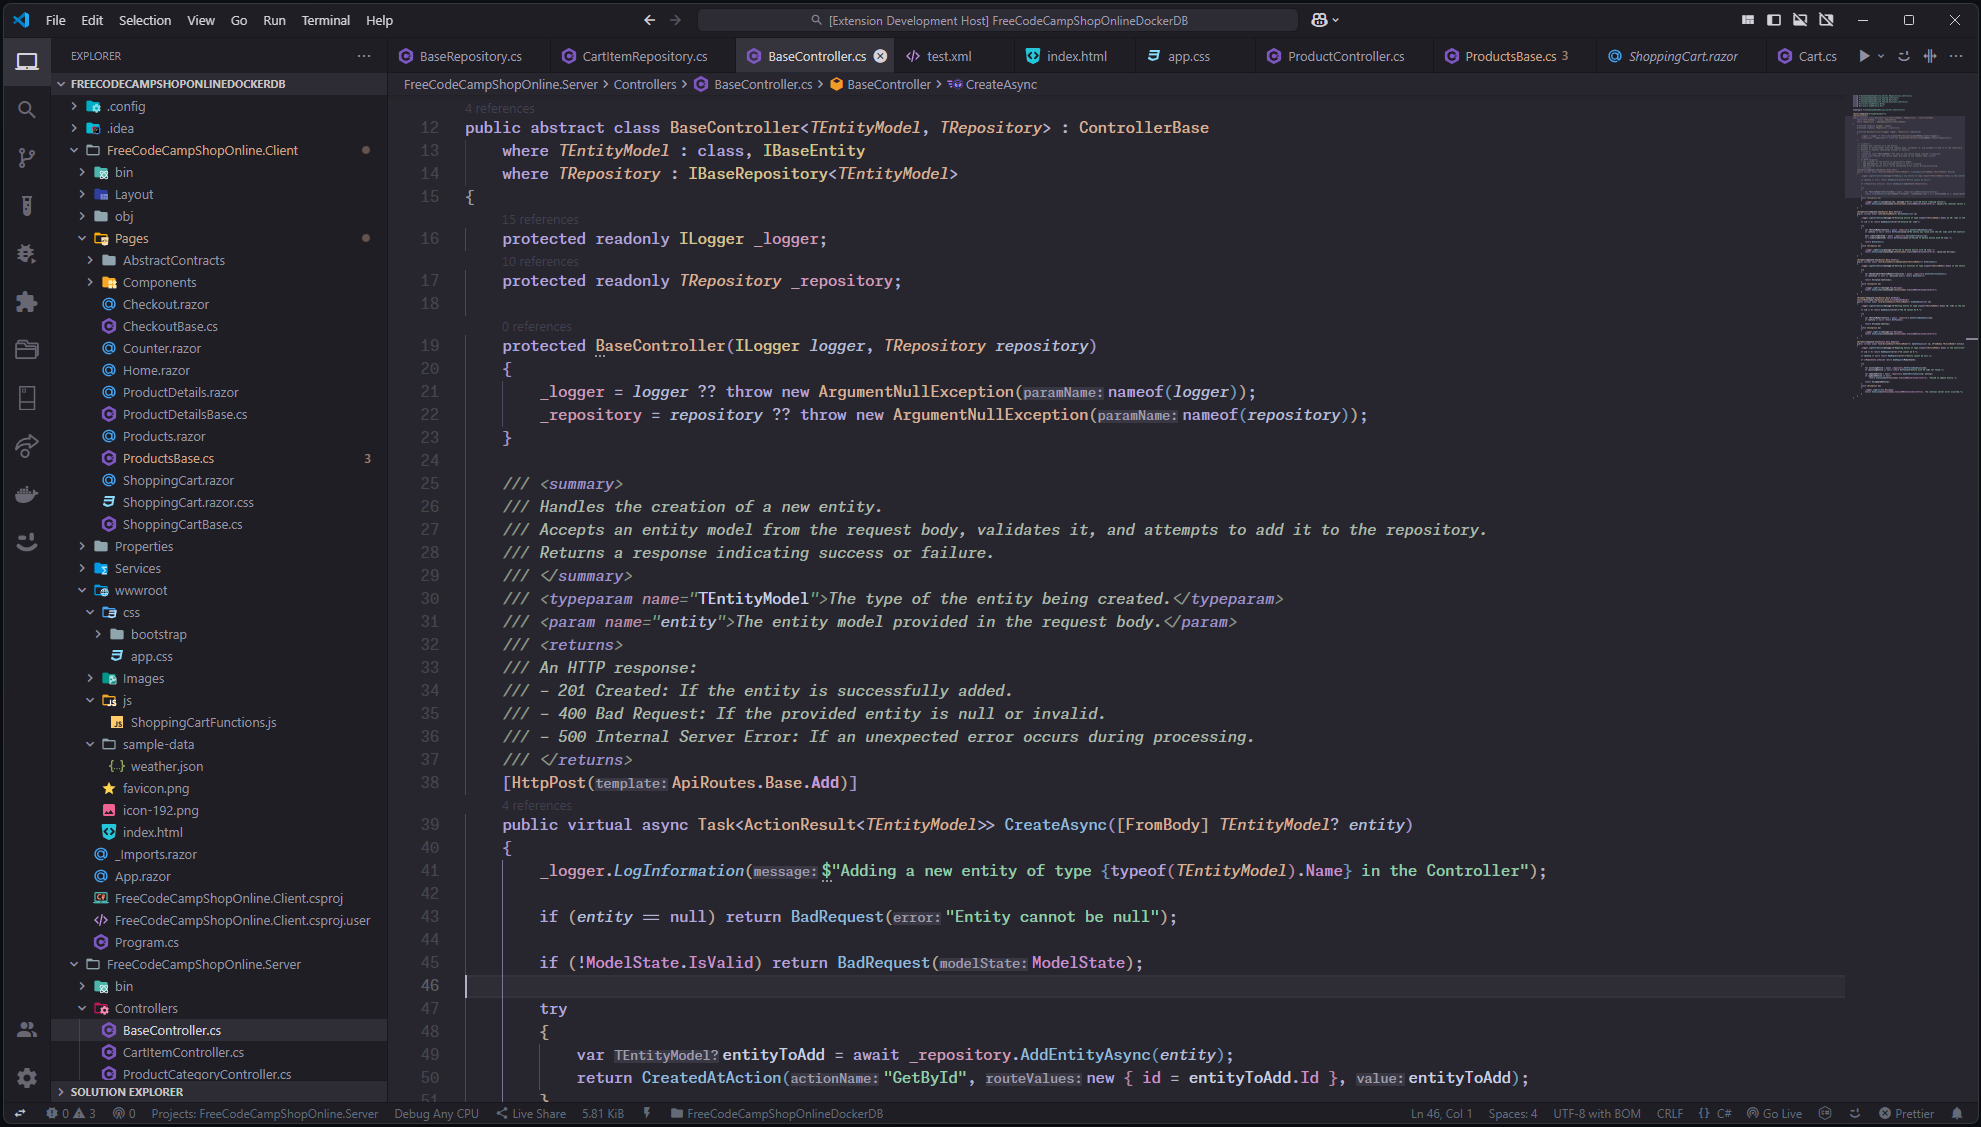 File Edit Selection View Go Run Terminal Help
[Extension Development Host] FreeCodeCampShopOnlineDockerDB
EXPLORER
FREECODECAMPSHOPONLINEDOCKERDB
.config
.idea
FreeCodeCampShopOnline.Client
bin
Layout
obj
Pages
AbstractContracts
Components
Checkout.razor
CheckoutBase.cs
Counter.razor
Home.razor
ProductDetails.razor
ProductDetailsBase.cs
Products.razor
ProductsBase.cs 3
ShoppingCart.razor
ShoppingCart.razor.css
ShoppingCartBase.cs
Properties
Services
wwwroot
css
bootstrap
app.css
Images
js
ShoppingCartFunctions.js
sample-data
weather.json
favicon.png
icon-192.png
index.html
_Imports.razor
App.razor
FreeCodeCampShopOnline.Client.csproj
FreeCodeCampShopOnline.Client.csproj.user
Program.cs
FreeCodeCampShopOnline.Server
bin
Controllers
BaseController.cs
CartItemController.cs
ProductCategoryController.cs
SOLUTION EXPLORER
BaseRepository.cs CartItemRepository.cs BaseController.cs test.xml index.html app.css ProductController.cs ProductsBase.cs 3 ShoppingCart.razor Cart.cs
FreeCodeCampShopOnline.Server > Controllers > BaseController.cs > BaseController > CreateAsync
4 references
12 public abstract class BaseController<TEntityModel, TRepository> : ControllerBase
13 where TEntityModel : class, IBaseEntity
14 where TRepository : IBaseRepository<TEntityModel>
15 {
15 references
16 protected readonly ILogger _logger;
10 references
17 protected readonly TRepository _repository;
18
0 references
19 protected BaseController(ILogger logger, TRepository repository)
20 {
21 _logger = logger ?? throw new ArgumentNullException(paramName: nameof(logger));
22 _repository = repository ?? throw new ArgumentNullException(paramName: nameof(repository));
23 }
24
25 /// <summary>
26 /// Handles the creation of a new entity.
27 /// Accepts an entity model from the request body, validates it, and attempts to add it to the repository.
28 /// Returns a response indicating success or failure.
29 /// </summary>
30 /// <typeparam name="TEntityModel">The type of the entity being created.</typeparam>
31 /// <param name="entity">The entity model provided in the request body.</param>
32 /// <returns>
33 /// An HTTP response:
34 /// - 201 Created: If the entity is successfully added.
35 /// - 400 Bad Request: If the provided entity is null or invalid.
36 /// - 500 Internal Server Error: If an unexpected error occurs during processing.
37 /// </returns>
38 [HttpPost(template: ApiRoutes.Base.Add)]
4 references
39 public virtual async Task<ActionResult<TEntityModel>> CreateAsync([FromBody] TEntityModel? entity)
40 {
41 _logger.LogInformation(message: $"Adding a new entity of type {typeof(TEntityModel).Name} in the Controller");
42
43 if (entity == null) return BadRequest(error: "Entity cannot be null");
44
45 if (!ModelState.IsValid) return BadRequest(modelState: ModelState);
46
47 try
48 {
49 var TEntityModel? entityToAdd = await _repository.AddEntityAsync(entity);
50 return CreatedAtAction(actionName: "GetById", routeValues: new { id = entityToAdd.Id }, value: entityToAdd);
51 }
0 3 0 Projects: FreeCodeCampShopOnline.Server Debug Any CPU Live Share 5.81 KiB FreeCodeCampShopOnlineDockerDB Ln 46, Col 1 Spaces: 4 UTF-8 with BOM CRLF {} C# Go Live Prettier